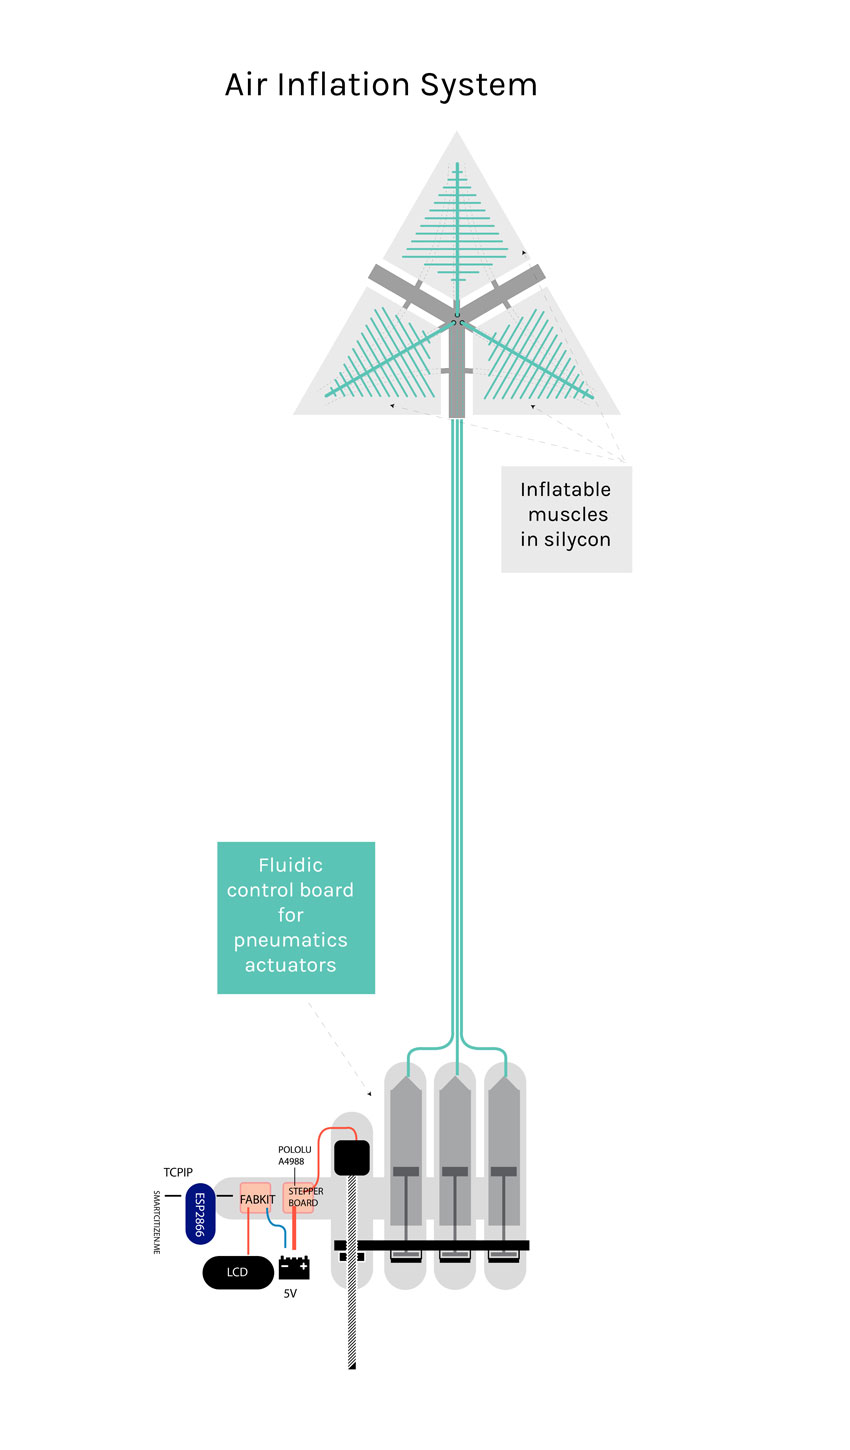 Air Inflation System
Inflatable
muscles
in silycon
Fluidic
control board
for
pneumatics
actuators
POLOLU
A4988
TCPIP
STEPPER
BOARD
FABKIT
ESP2866
SMARTCITIZEN.ME
LCD
5V